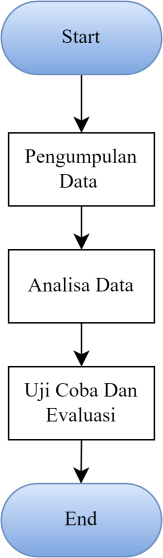 Start
Pengumpulan
Data
Analisa Data
Uji Coba Dan
Evaluasi
End